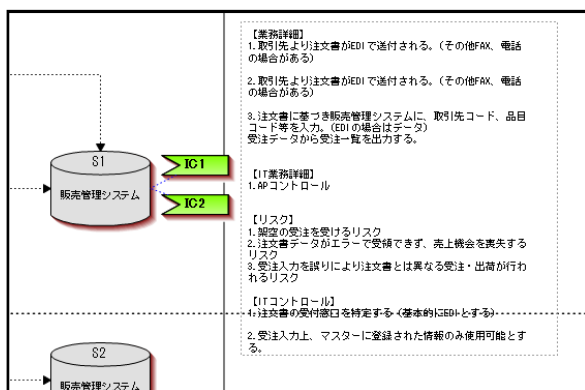 S1
販売管理システム
IC1
IC2
【業務詳細】
1.取引先より注文書がEDIで送付される。(その他FAX、電話
の場合がある)
2.取引先より注文書がEDIで送付される。(その他FAX、電話
の場合がある)
3.注文書に基づき販売管理システムに、取引先コード、品目
コード等を入力。(EDIの場合はデータ)
受注データから受注一覧を出力する。
【IT業務詳細】
1.APコントロール
【リスク】
1.架空の受注を受けるリスク
2.注文書データがエラーで受領できず、売上機会を喪失する
リスク
3.受注入力を誤りにより注文書とは異なる受注・出荷が行わ
れるリスク
【ITコントロール】
1.注文書の受付窓口を特定する(基本的にEDIとする)
2.受注入力上、マスターに登録された情報のみ使用可能とす
る。
S2
販売管理システム